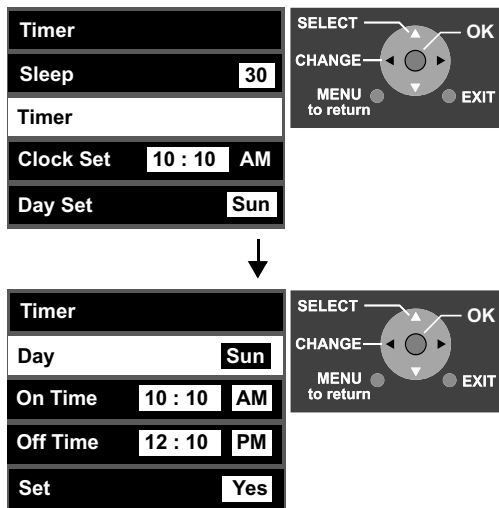 Timer
Sleep 30
Timer
Clock Set 10 : 10 AM
Day Set Sun
SELECT
OK
CHANGE
MENU
to return
EXIT
Timer
Day Sun
On Time 10 : 10 AM
Off Time 12 : 10 PM
Set Yes
SELECT
OK
CHANGE
MENU
to return
EXIT